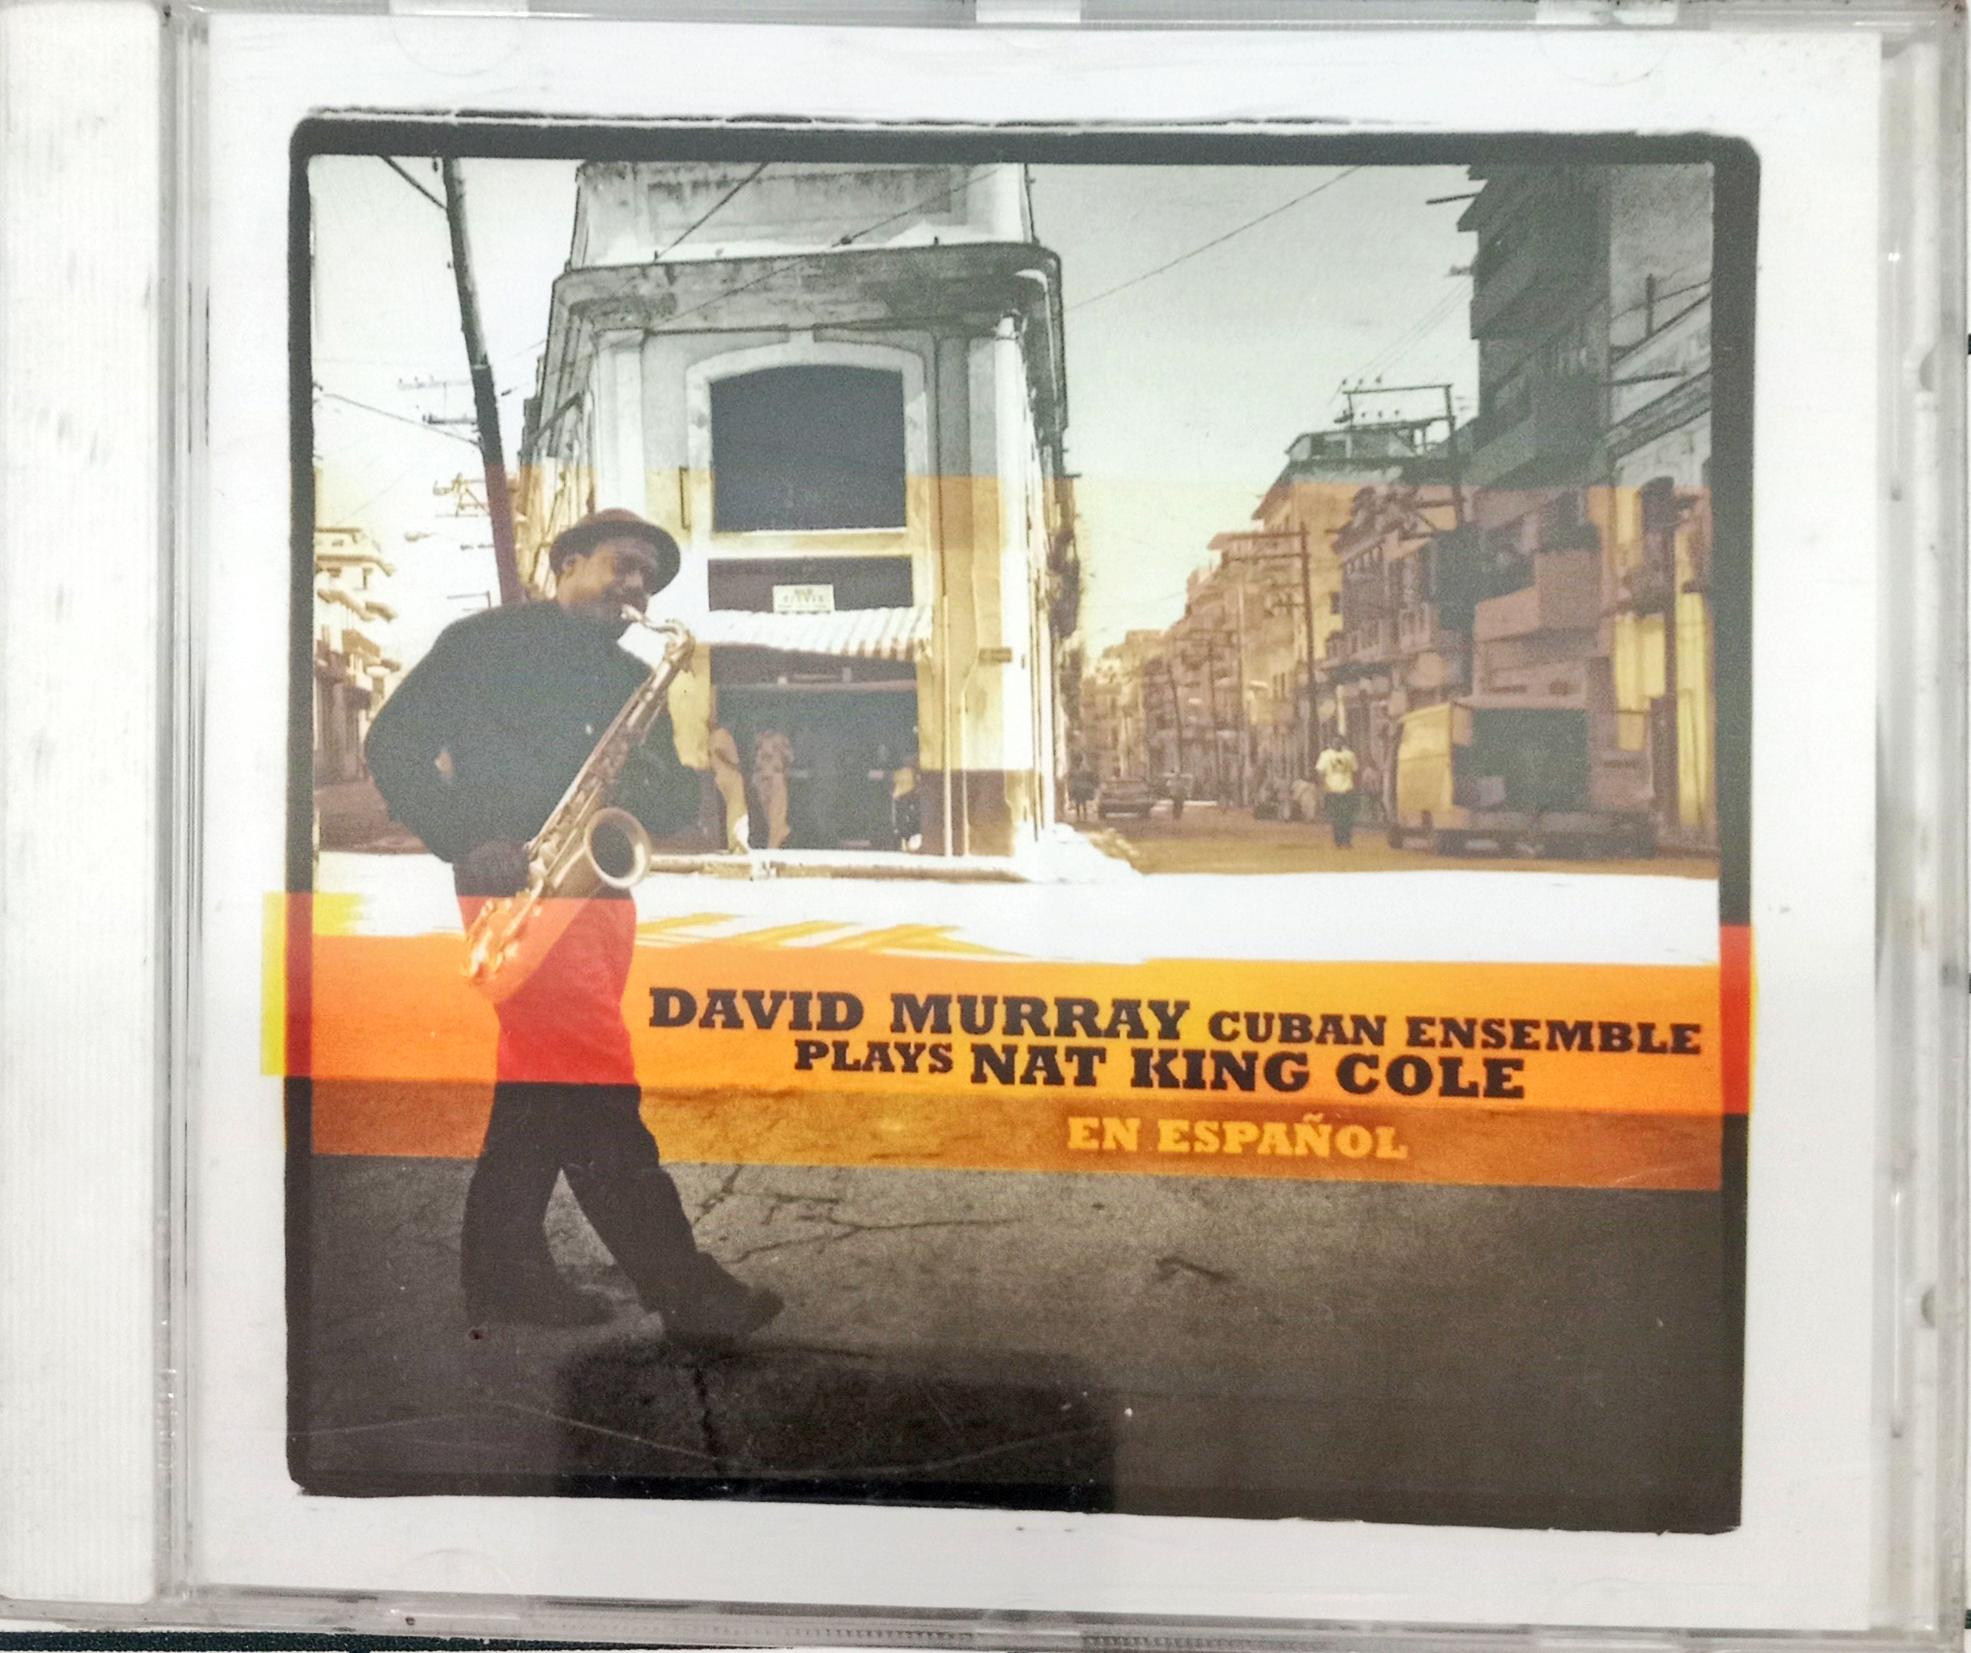 DAVID MURRAY CUBAN ENSEMBLE
PLAYS NAT KING COLE
EN ESPAÑOL